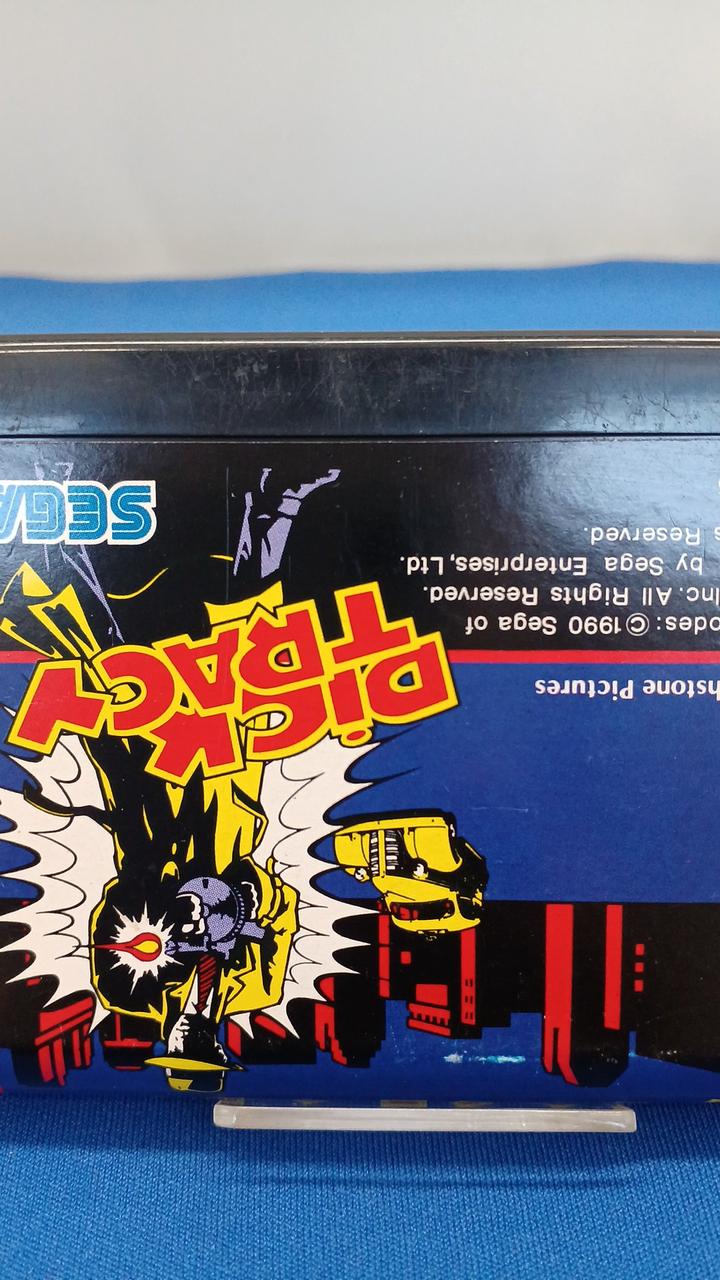 DICK
TRACY
hstone Pictures
odes: © 1990 Sega of
Inc. All Rights Reserved.
by Sega Enterprises, Ltd.
s Reserved.
SEGA